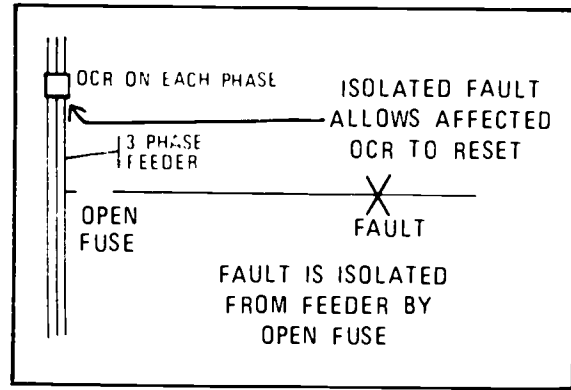 OCR ON EACH PHASE
ISOLATED FAULT
ALLOWS AFFECTED
OCR TO RESET
3 PHASE
FEEDER
OPEN
FUSE
FAULT
FAULT IS ISOLATED
FROM FEEDER BY
OPEN FUSE